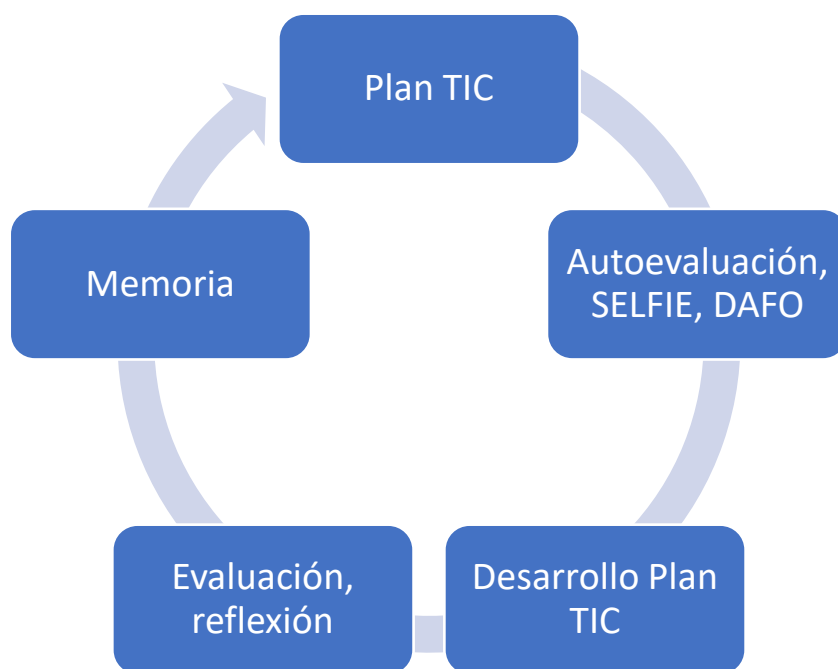 Plan TIC
Autoevaluación,
SELFIE, DAFO
Desarrollo Plan
TIC
Evaluación,
reflexión
Memoria